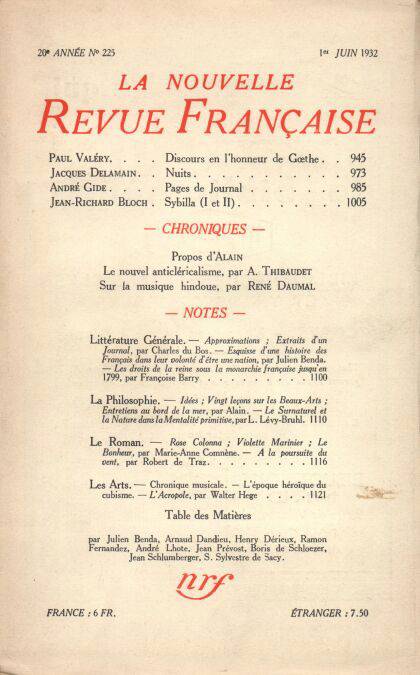 20e ANNÉE No 225 1er JUIN 1932
LA NOUVELLE
REVUE FRANÇAISE
PAUL VALÉRY. . . . Discours en l'honneur de Gœthe. . . 945
JACQUES DELAMAIN. . Nuits. . . . . . . . . . . . 973
ANDRÉ GIDE. . . . . Pages de Journal . . . . . . . 985
JEAN-RICHARD BLOCH . Sybilla (I et II). . . . . . . . 1005
— CHRONIQUES —
Propos d'ALAIN
Le nouvel anticléricalisme, par A. THIBAUDET
Sur la musique hindoue, par RENÉ DAUMAL
— NOTES —
Littérature Générale. — Approximations ; Extraits d'un
Journal, par Charles du Bos. — Esquisse d'une histoire des
Français dans leur volonté d'être une nation, par Julien Benda.
— Les droits de la reine sous la monarchie française jusqu'en
1799, par Françoise Barry . . . . . . . . . 1100
La Philosophie. — Idées ; Vingt leçons sur les Beaux-Arts ;
Entretiens au bord de la mer, par Alain. — Le Surnaturel et
la Nature dans la Mentalité primitive, par L. Lévy-Bruhl. 1110
Le Roman. — Rose Colonna ; Violette Marinier ; Le
Bonheur, par Marie-Anne Comnène. — A la poursuite du
vent, par Robert de Traz. . . . . . . . . . 1116
Les Arts. — Chronique musicale. — L'époque héroïque du
cubisme. — L'Acropole, par Walter Hege . . . . 1121
Table des Matières
par Julien Benda, Arnaud Dandieu, Henry Dérieux, Ramon
Fernandez, André Lhote, Jean Prévost, Boris de Schloezer,
Jean Schlumberger, S. Sylvestre de Sacy.
nrf
FRANCE : 6 FR. ÉTRANGER : 7.50